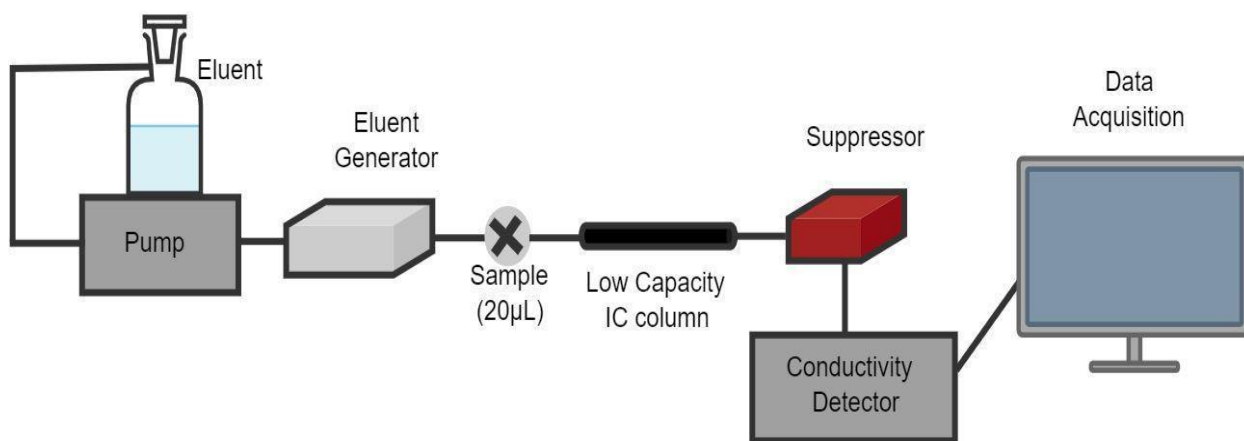 Eluent
Pump
Eluent
Generator
Sample
(20µL)
Low Capacity
IC column
Suppressor
Conductivity
Detector
Data
Acquisition